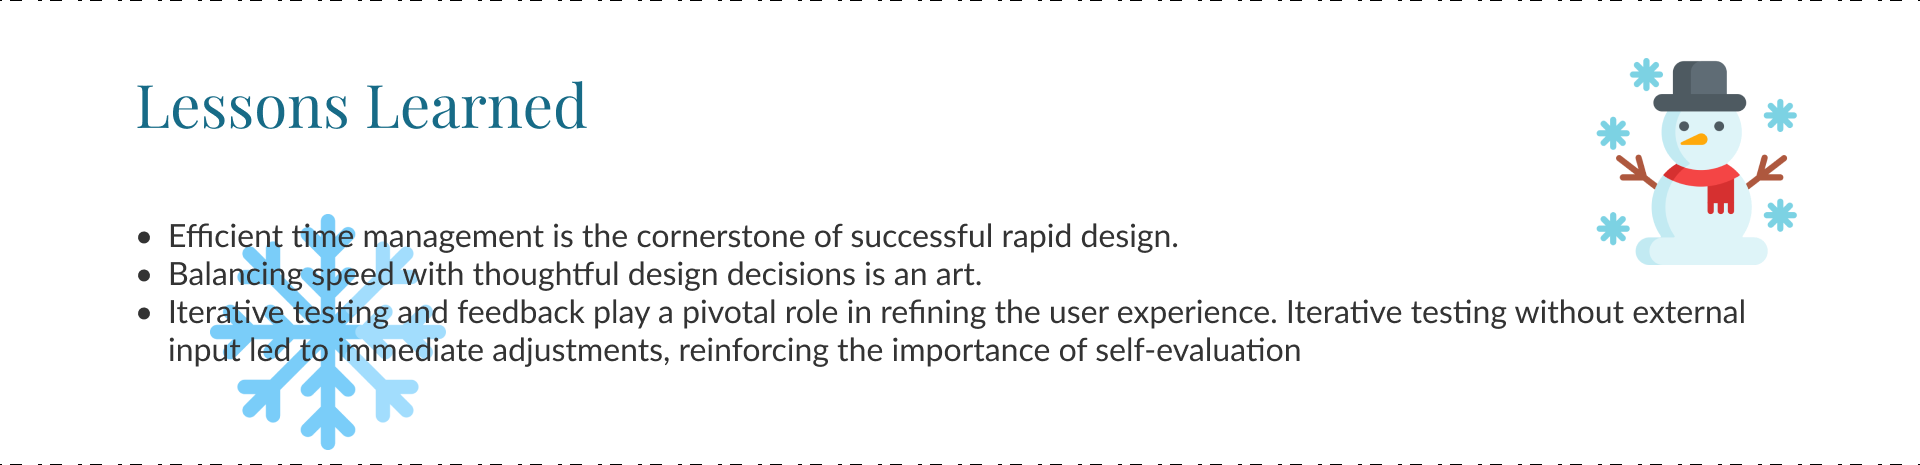 Lessons Learned
• Efficient time management is the cornerstone of successful rapid design.
• Balancing speed with thoughtful design decisions is an art.
• Iterative testing and feedback play a pivotal role in refining the user experience. Iterative testing without external
input led to immediate adjustments, reinforcing the importance of self-evaluation